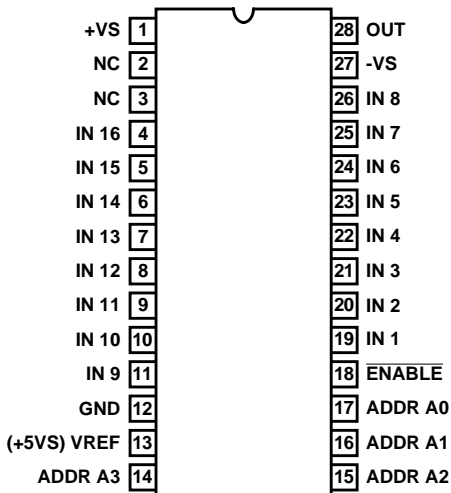 +VS 1 28 OUT
NC 2 27 -VS
NC 3 26 IN 8
IN 16 4 25 IN 7
IN 15 5 24 IN 6
IN 14 6 23 IN 5
IN 13 7 22 IN 4
IN 12 8 21 IN 3
IN 11 9 20 IN 2
IN 10 10 19 IN 1
IN 9 11 18 ENABLE
GND 12 17 ADDR A0
(+5VS) VREF 13 16 ADDR A1
ADDR A3 14 15 ADDR A2